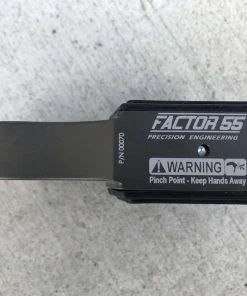 FACTOR 55
PRECISION ENGINEERING
P/N 00070
WARNING
Pinch Point - Keep Hands Away